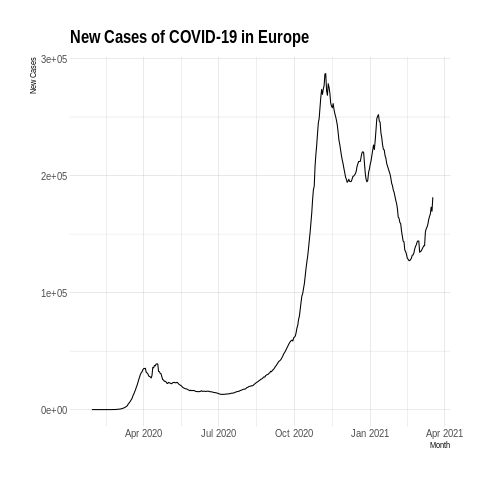 New Cases of COVID-19 in Europe
New Cases
3e+05
2e+05
1e+05
0e+00
Apr 2020 Jul 2020 Oct 2020 Jan 2021 Apr 2021
Month